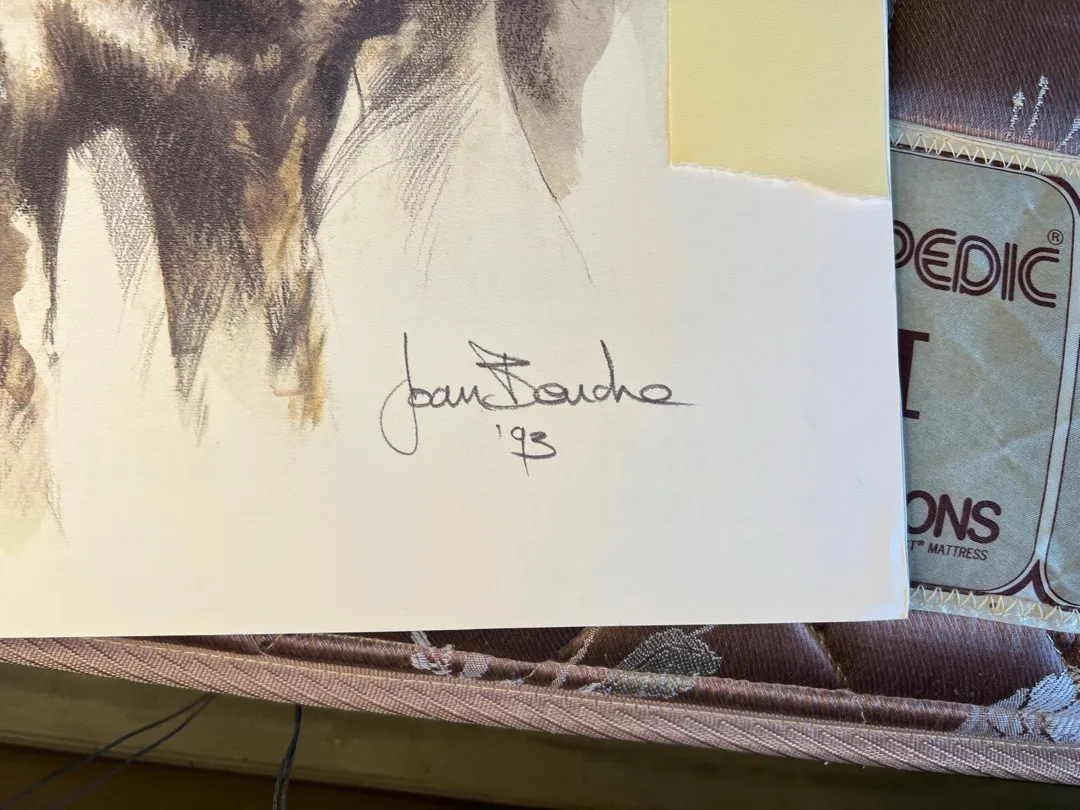 Joan Bouche
'93
PEDIC®
I
ONS
T® MATTRESS